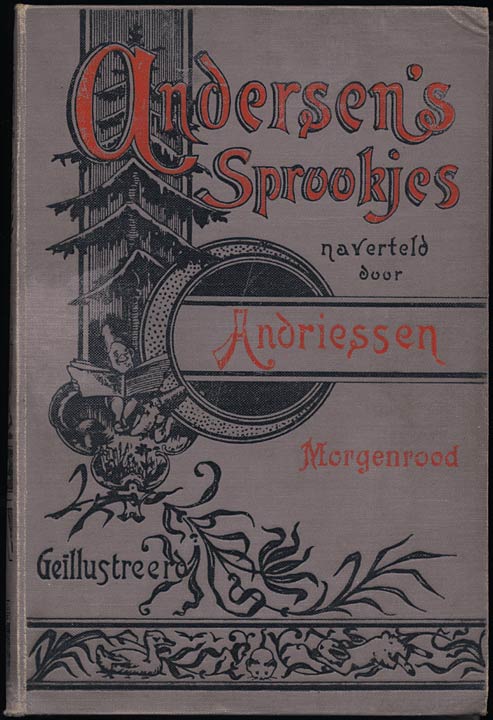 Andersen's
Sprookjes
naverteld
door
Andriessen
Morgenrood
Geïllustreerd